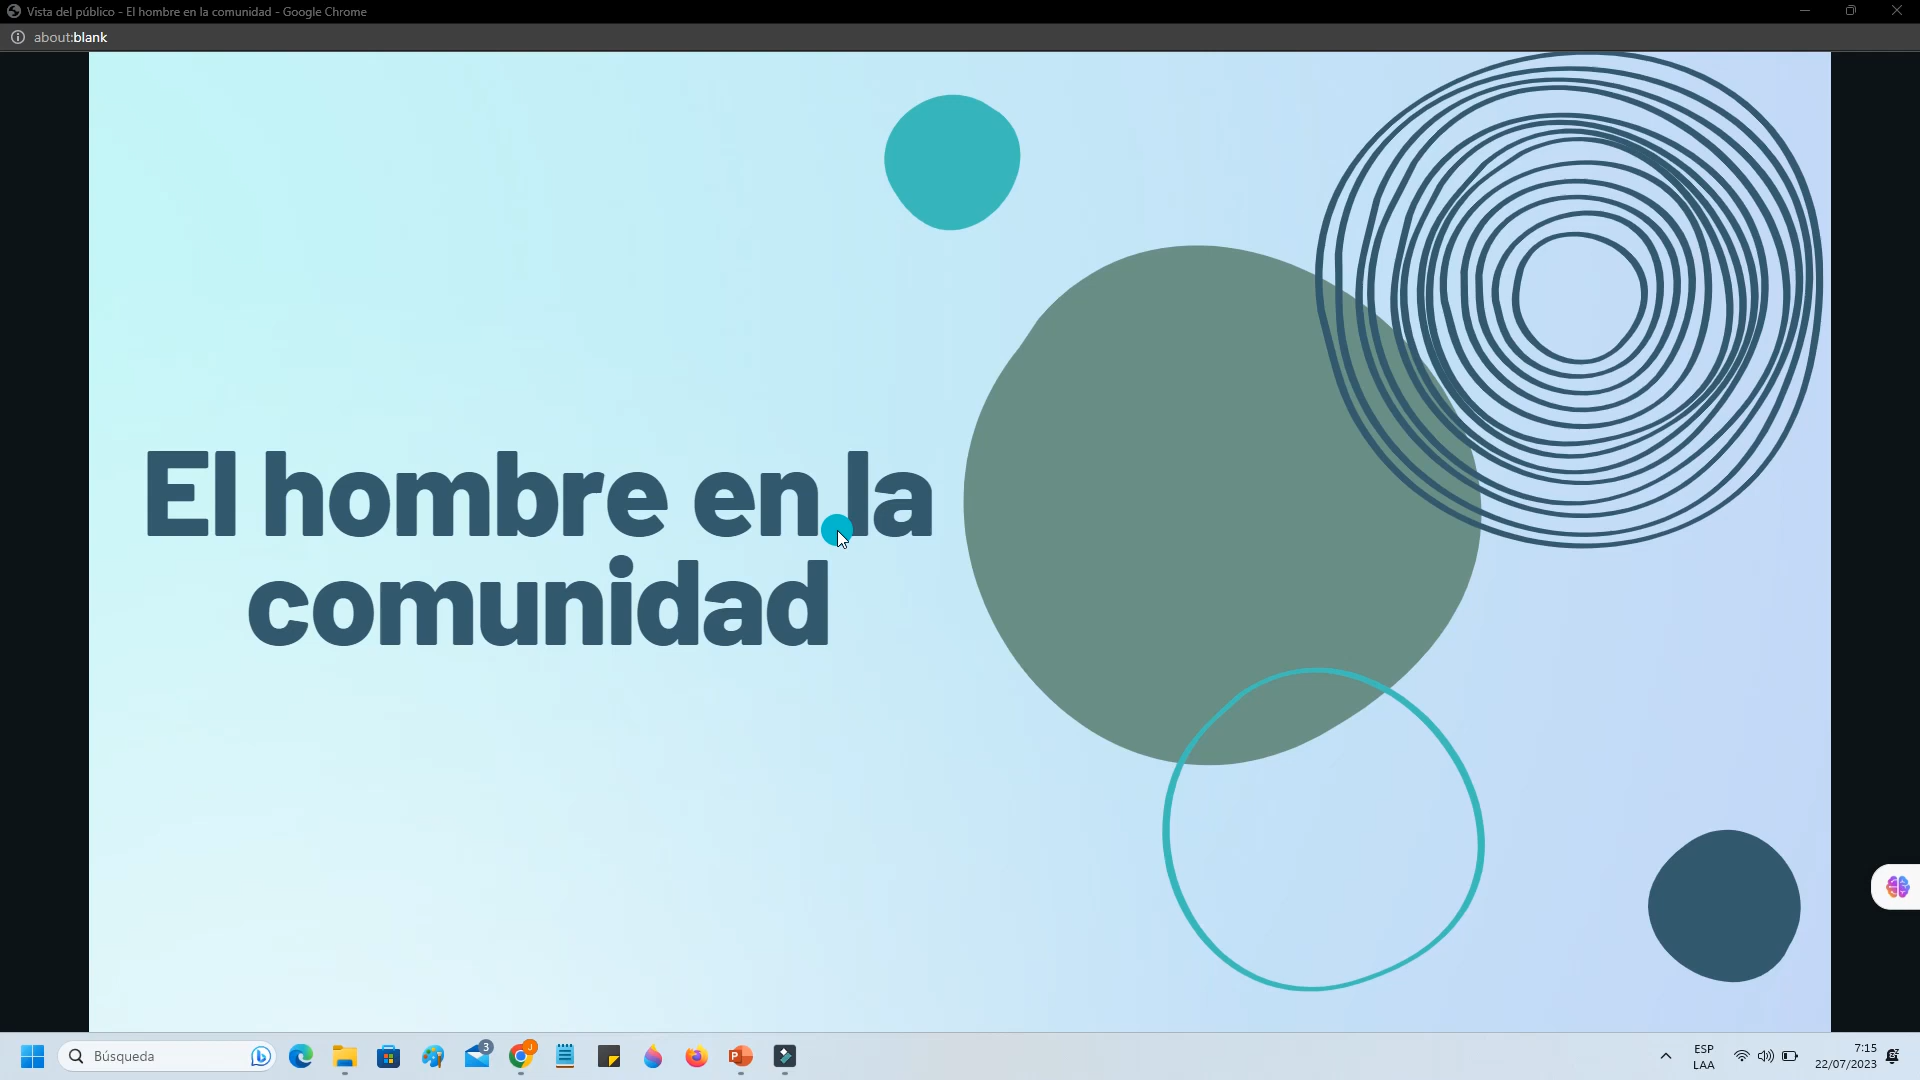 Vista del público - El hombre en la comunidad - Google Chrome
about:blank
El hombre en la
comunidad
Búsqueda
3
J
P
ESP
LAA
7:15
22/07/2023